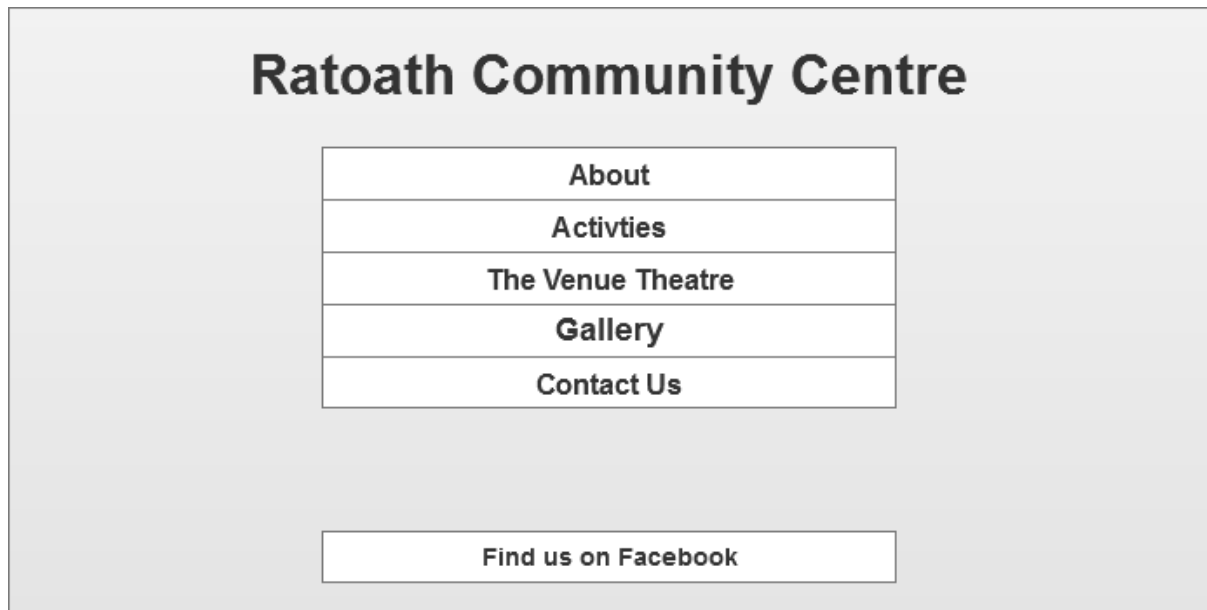 Ratoath Community Centre
About
Activties
The Venue Theatre
Gallery
Contact Us
Find us on Facebook